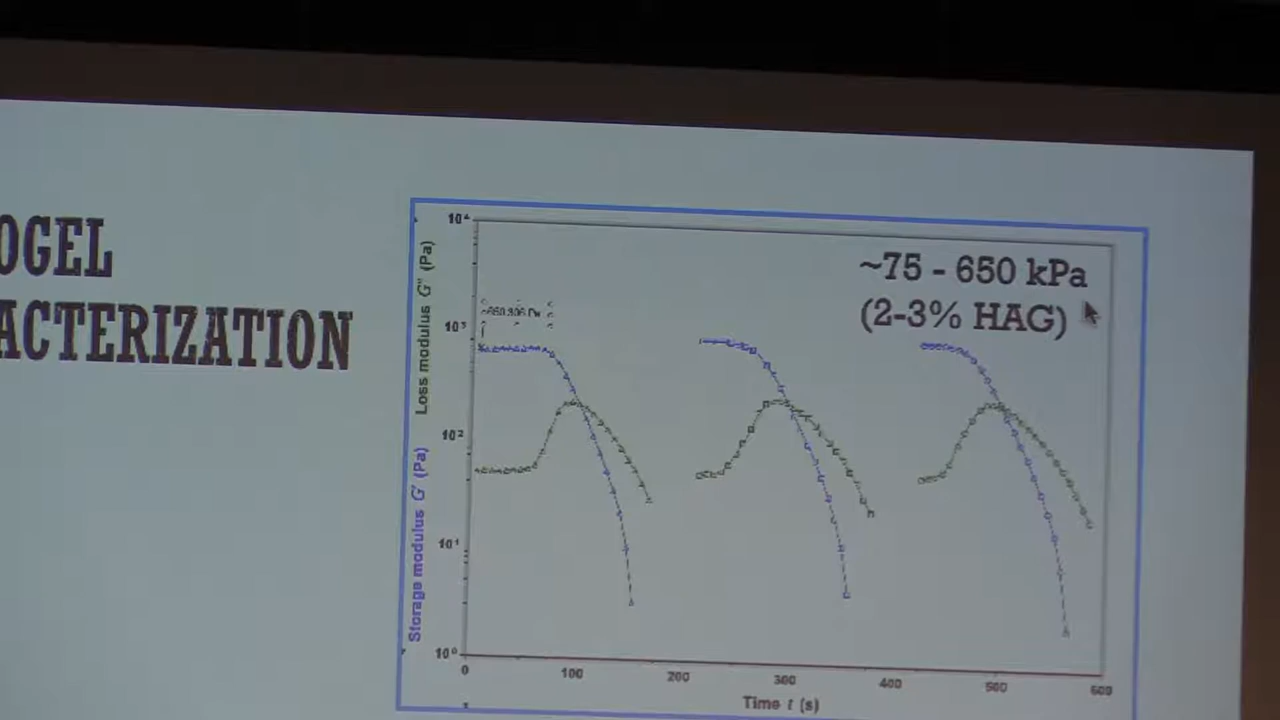 OGEL
ACTERIZATION
~75 - 650 kPa
(2-3% HAG)
Storage modulus G' (Pa) Loss modulus G'' (Pa)
10⁴
10³
10²
10¹
10⁰
0 100 200 300 400 500 600
Time t (s)